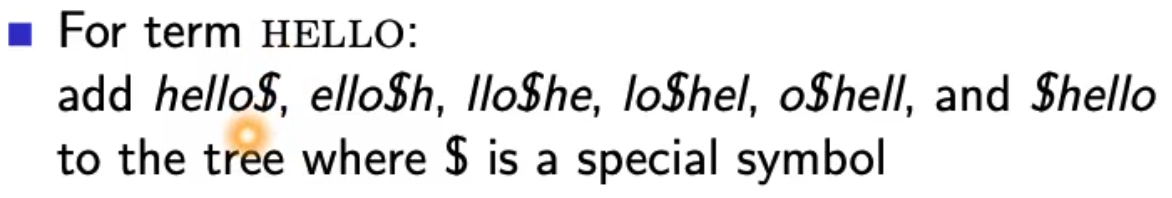 For term HELLO:
add hello$, ello$h, llo$he, lo$hel, o$hell, and $hello
to the tree where $ is a special symbol